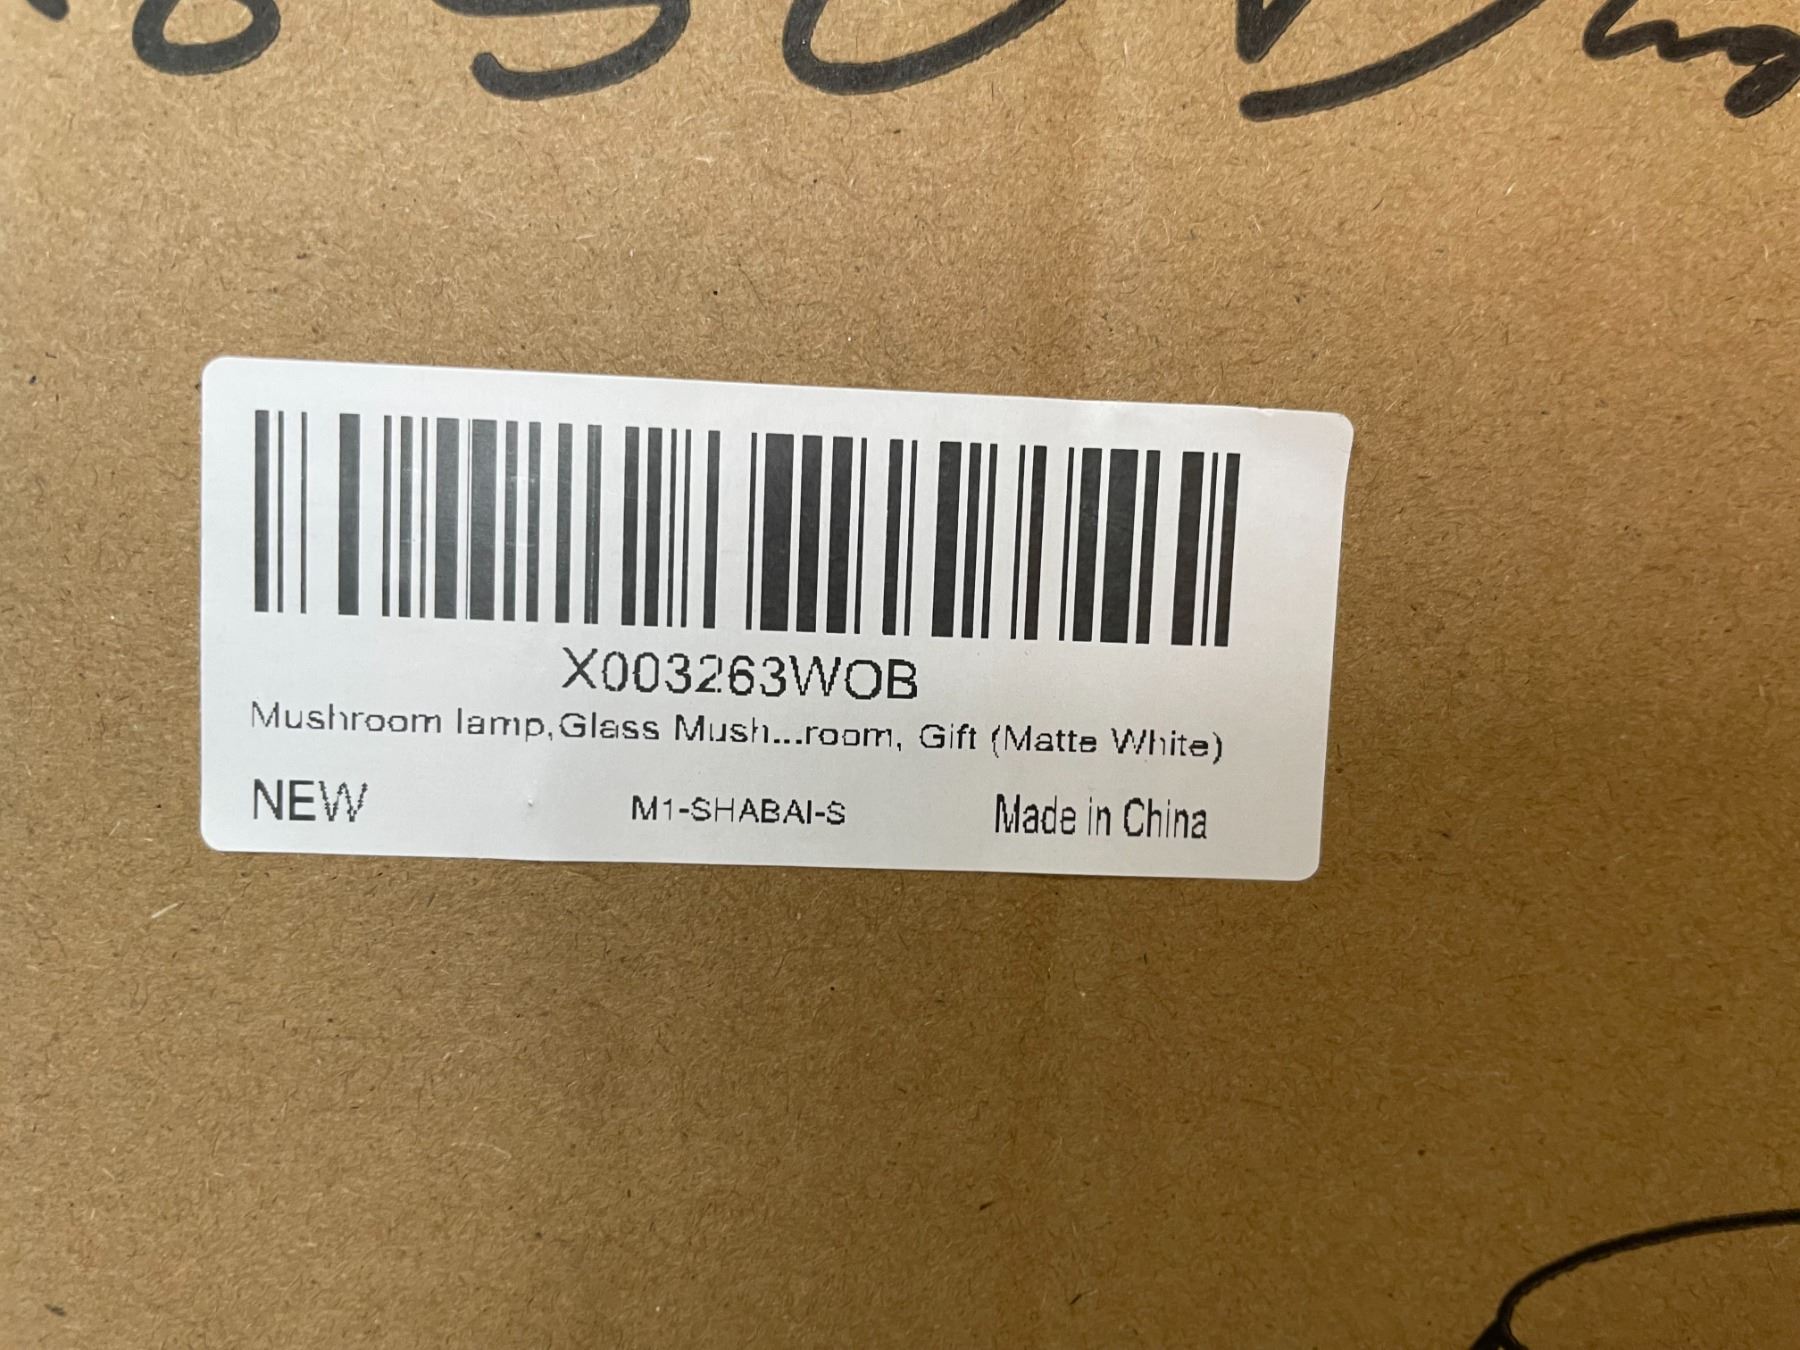 X003263WOB
Mushroom lamp,Glass Mush...room, Gift (Matte White)
NEW M1-SHABAI-S Made in China